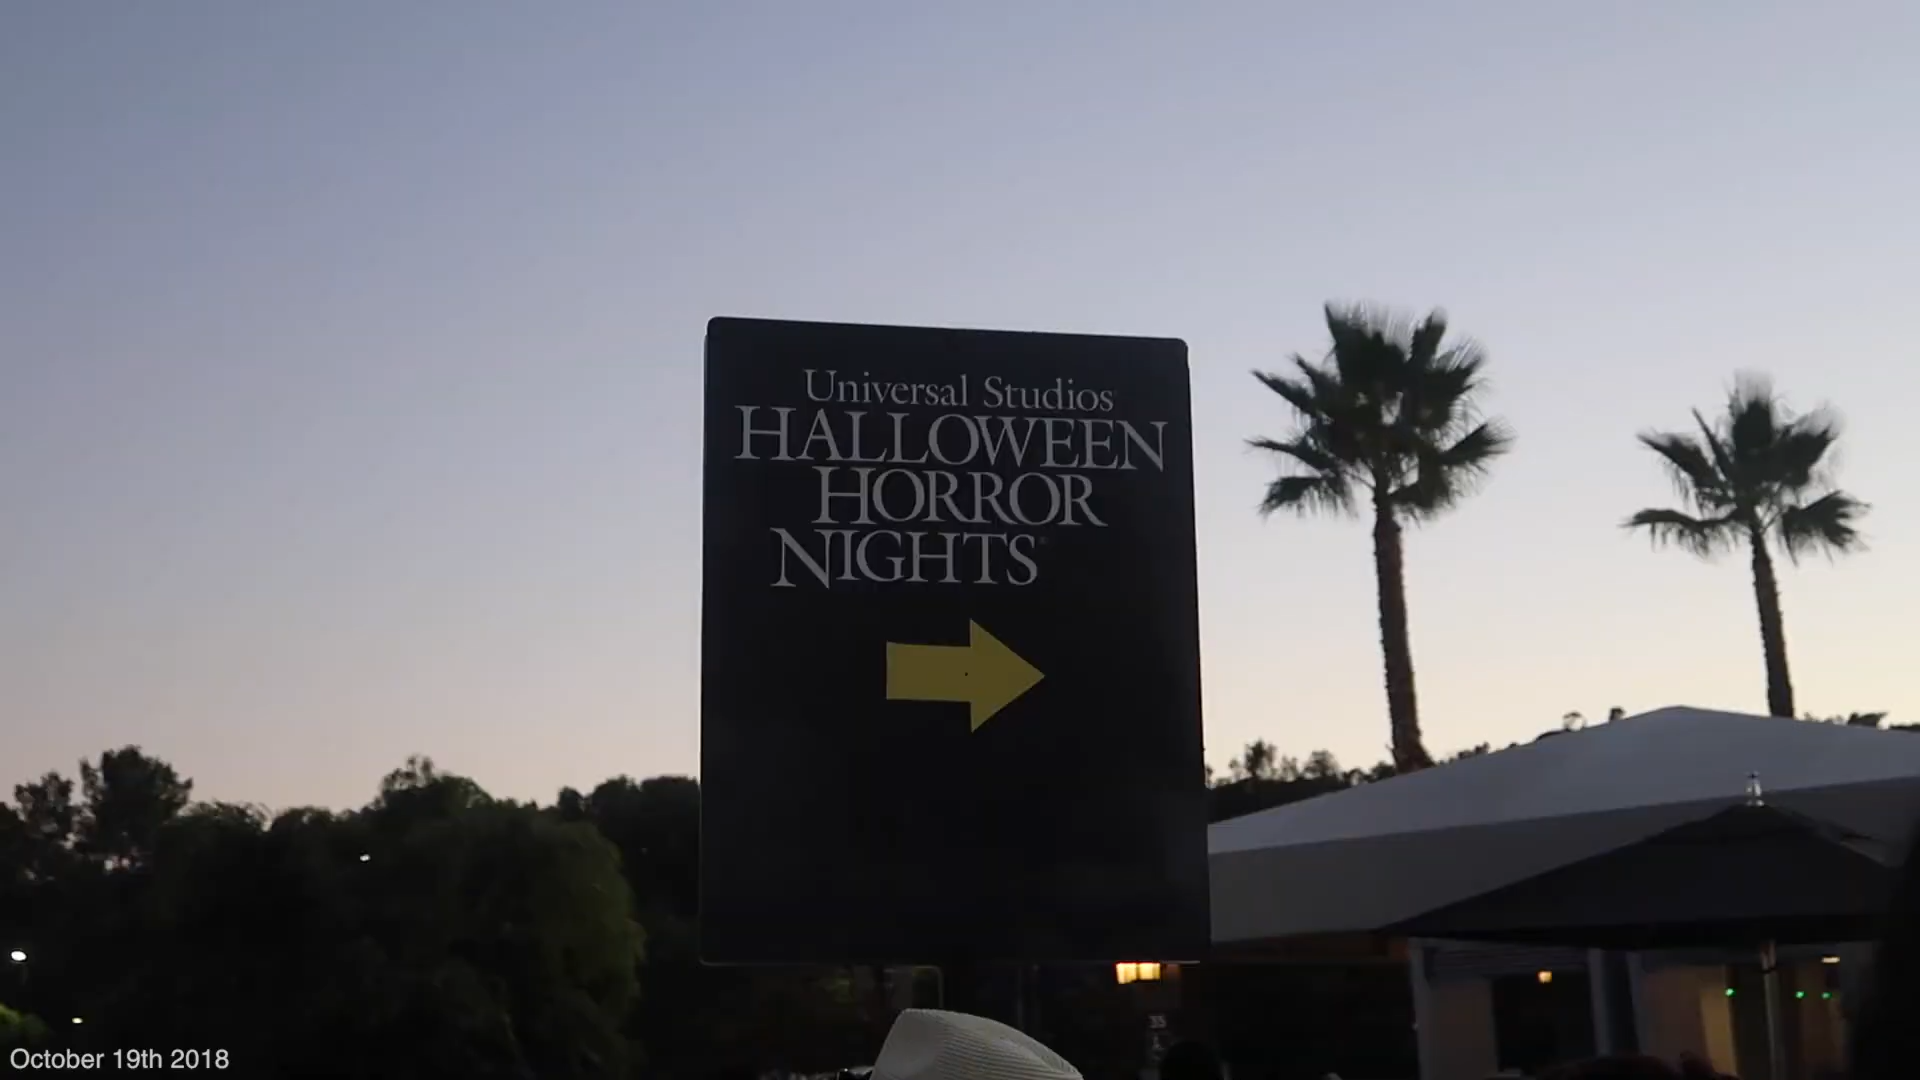 Universal Studios
HALLOWEEN
HORROR
NIGHTS
October 19th 2018